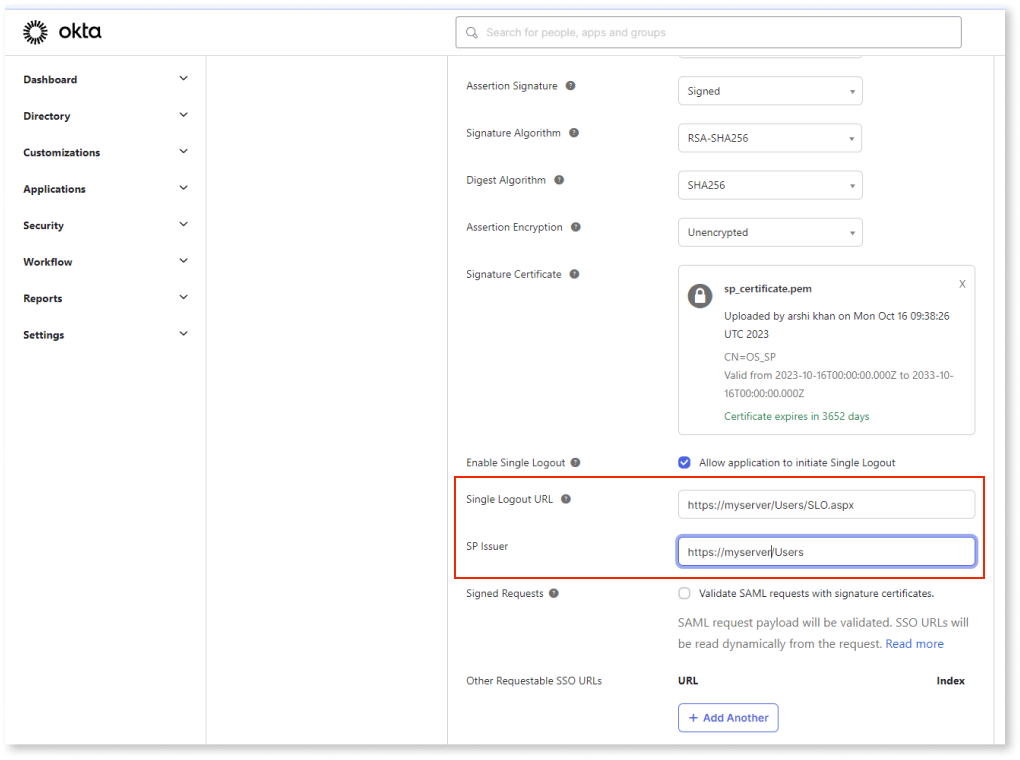 okta
Search for people, apps and groups
Dashboard
Directory
Customizations
Applications
Security
Workflow
Reports
Settings
Assertion Signature ?
Signed
Signature Algorithm ?
RSA-SHA256
Digest Algorithm ?
SHA256
Assertion Encryption ?
Unencrypted
Signature Certificate ?
sp_certificate.pem X
Uploaded by arshi khan on Mon Oct 16 09:38:26
UTC 2023
CN=OS_SP
Valid from 2023-10-16T00:00:00.000Z to 2033-10-
16T00:00:00.000Z
Certificate expires in 3652 days
Enable Single Logout ?
Allow application to initiate Single Logout
Single Logout URL ?
https://myserver/Users/SLO.aspx
SP Issuer
https://myserver/Users
Signed Requests ?
Validate SAML requests with signature certificates.
SAML request payload will be validated. SSO URLs will
be read dynamically from the request. Read more
Other Requestable SSO URLs
URL Index
+ Add Another